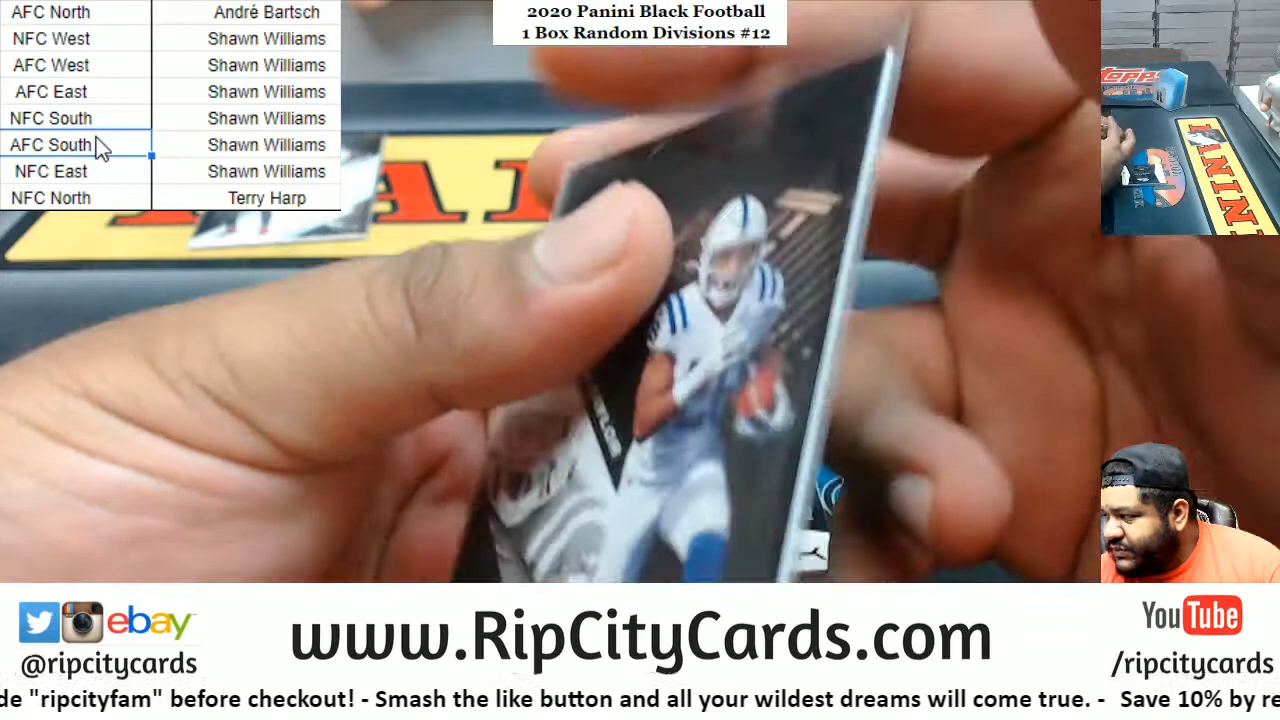 AFC North André Bartsch
NFC West Shawn Williams
AFC West Shawn Williams
AFC East Shawn Williams
NFC South Shawn Williams
AFC South Shawn Williams
NFC East Shawn Williams
NFC North Terry Harp
2020 Panini Black Football
1 Box Random Divisions #12
TOPPS
PANINI
ebay
@ripcitycards
www.RipCityCards.com
YouTube
/ripcitycards
de "ripcityfam" before checkout! - Smash the like button and all your wildest dreams will come true. - Save 10% by re